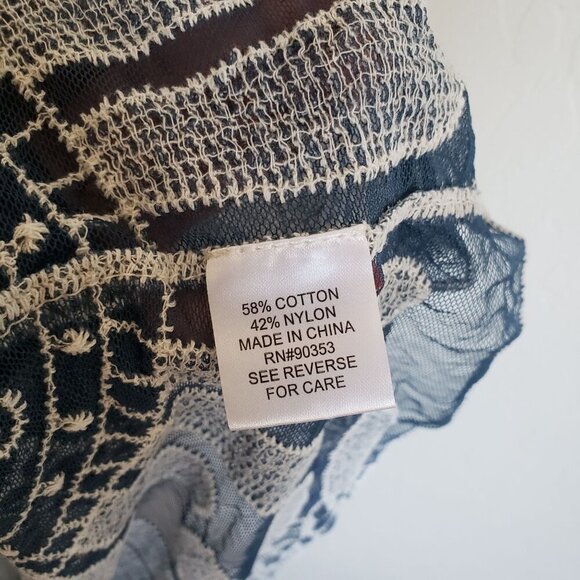 58% COTTON
42% NYLON
MADE IN CHINA
RN#90353
SEE REVERSE
FOR CARE